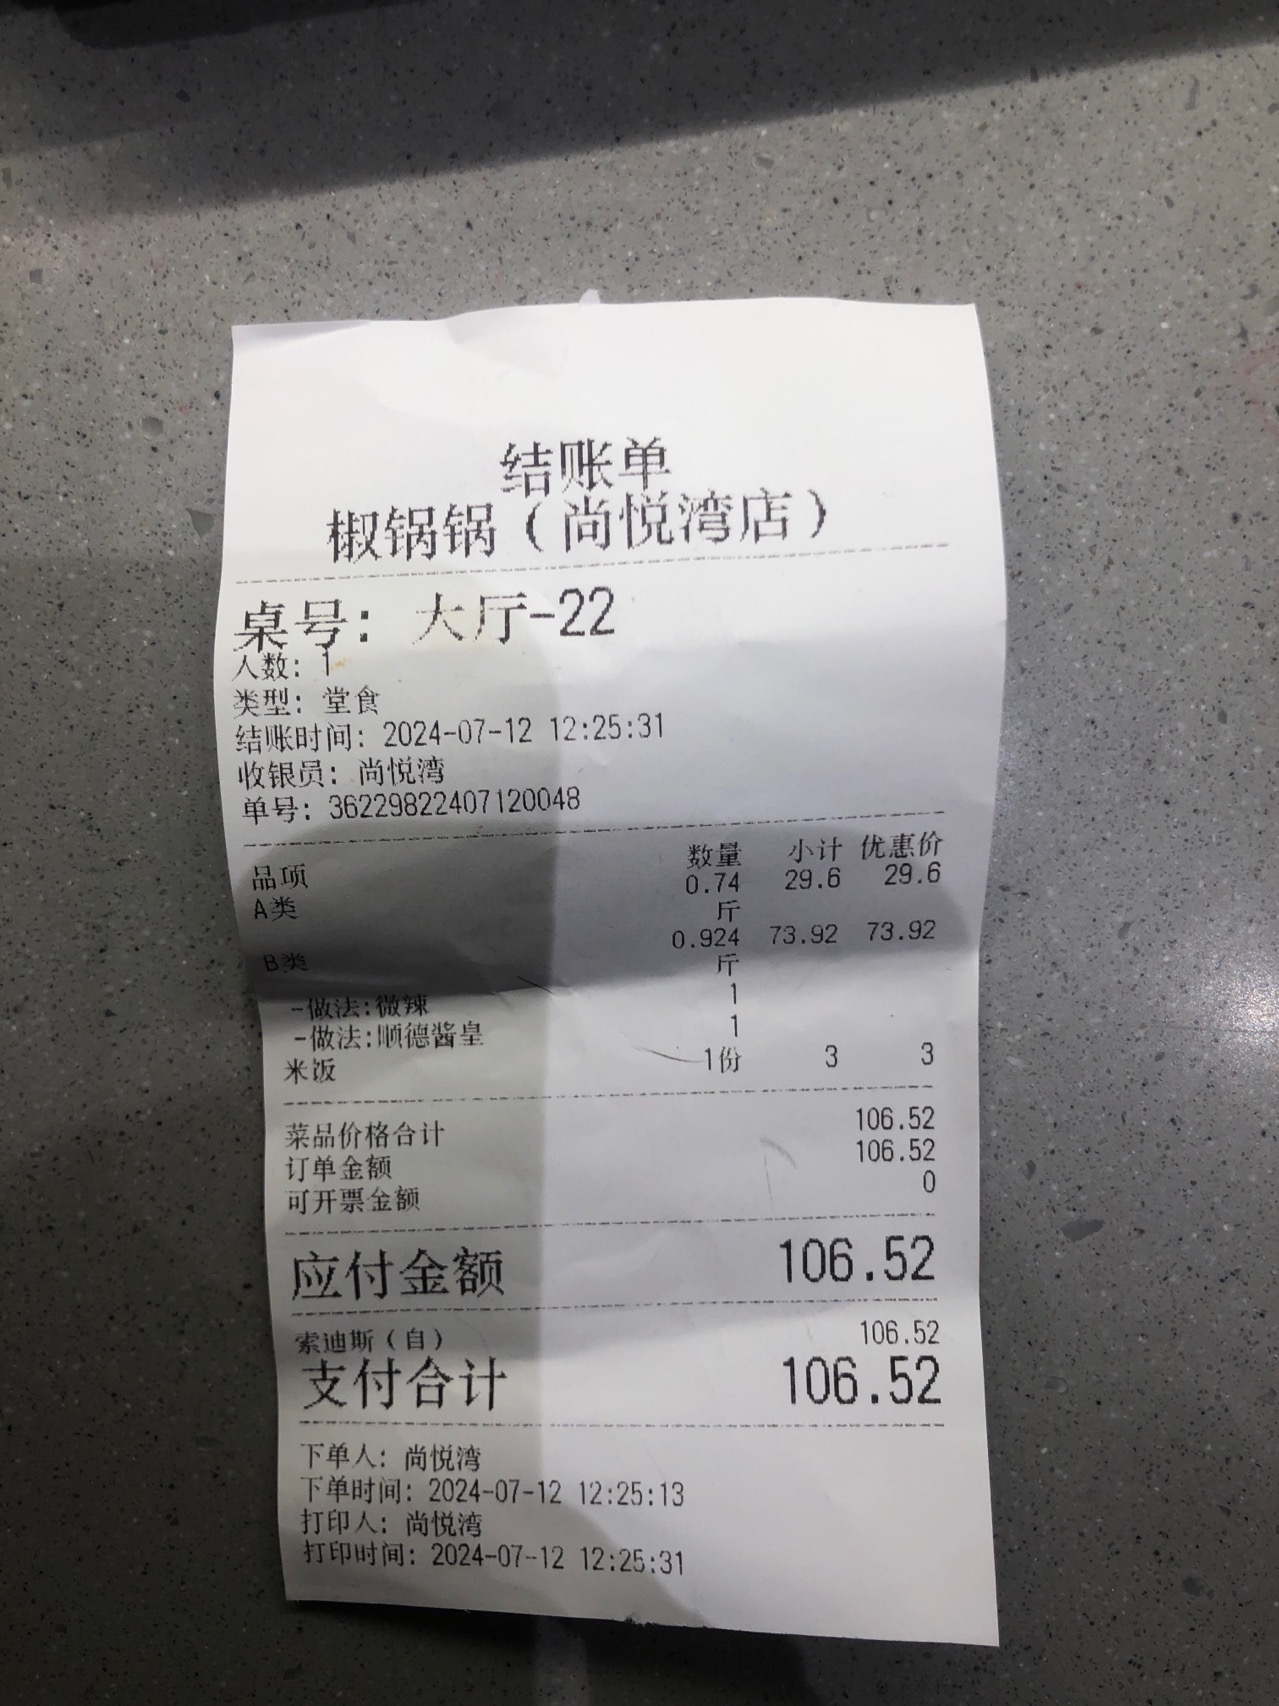 结账单
椒锅锅（尚悦湾店）
桌号：大厅-22
人数：1
类型：堂食
结账时间：2024-07-12 12:25:31
收银员：尚悦湾
单号：36229822407120048
品项 数量 小计 优惠价
A类 0.74斤 29.6 29.6
B类 0.924斤 73.92 73.92
-做法:微辣 1
-做法:顺德酱皇 1
米饭 1份 3 3
菜品价格合计 106.52
订单金额 106.52
可开票金额 0
应付金额 106.52
索迪斯（自） 106.52
支付合计 106.52
下单人：尚悦湾
下单时间：2024-07-12 12:25:13
打印人：尚悦湾
打印时间：2024-07-12 12:25:31